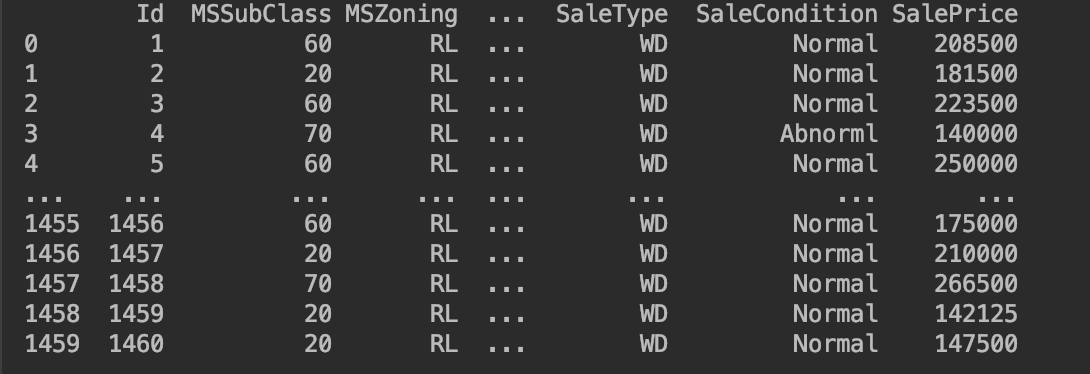 Id MSSubClass MSZoning ... SaleType SaleCondition SalePrice
0 1 60 RL ... WD Normal 208500
1 2 20 RL ... WD Normal 181500
2 3 60 RL ... WD Normal 223500
3 4 70 RL ... WD Abnorml 140000
4 5 60 RL ... WD Normal 250000
... ... ... ... ... ... ... ...
1455 1456 60 RL ... WD Normal 175000
1456 1457 20 RL ... WD Normal 210000
1457 1458 70 RL ... WD Normal 266500
1458 1459 20 RL ... WD Normal 142125
1459 1460 20 RL ... WD Normal 147500